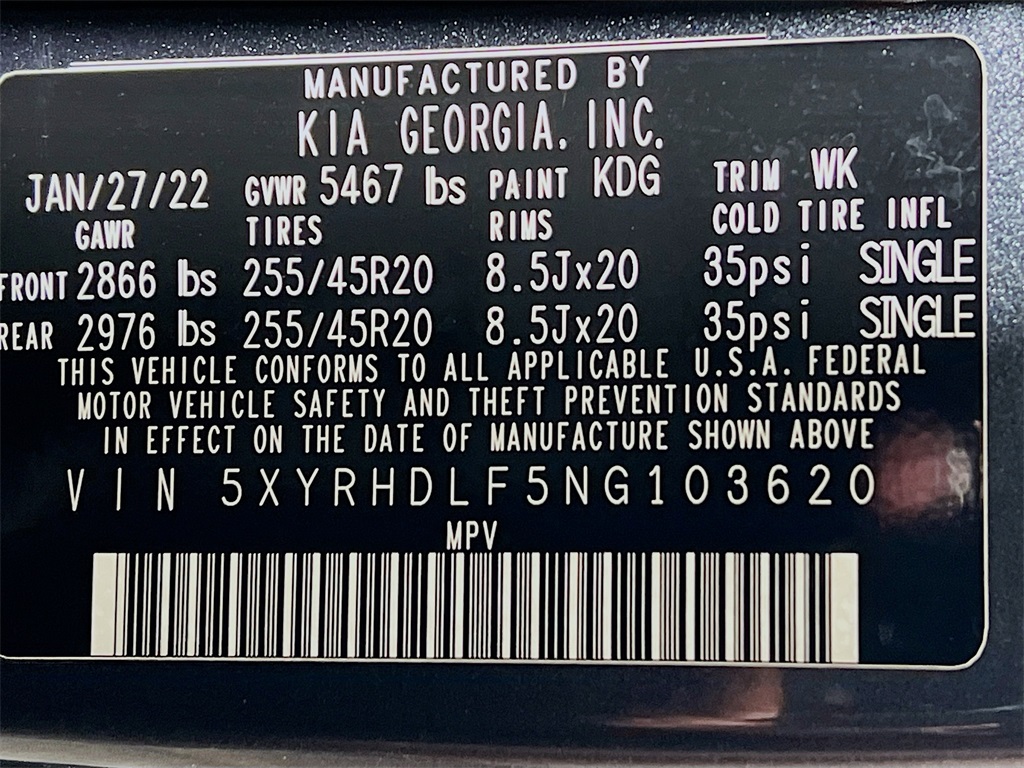 MANUFACTURED BY
KIA GEORGIA. INC.
JAN/27/22 GVWR 5467 lbs PAINT KDG TRIM WK
GAWR TIRES RIMS COLD TIRE INFL
FRONT 2866 lbs 255/45R20 8.5Jx20 35psi SINGLE
REAR 2976 lbs 255/45R20 8.5Jx20 35psi SINGLE
THIS VEHICLE CONFORMS TO ALL APPLICABLE U.S.A. FEDERAL
MOTOR VEHICLE SAFETY AND THEFT PREVENTION STANDARDS
IN EFFECT ON THE DATE OF MANUFACTURE SHOWN ABOVE
VIN 5XYRHDLF5NG103620
MPV